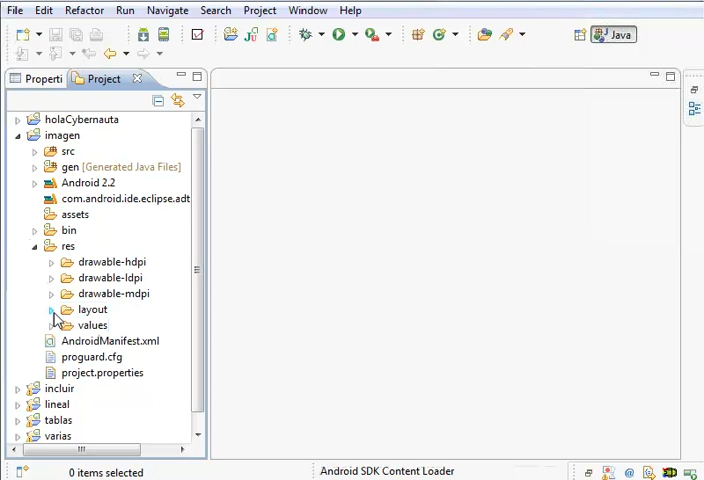 File Edit Refactor Run Navigate Search Project Window Help
Java
Properti Project
holaCybernauta
imagen
src
gen [Generated Java Files]
Android 2.2
com.android.ide.eclipse.adt
assets
bin
res
drawable-hdpi
drawable-ldpi
drawable-mdpi
layout
values
AndroidManifest.xml
proguard.cfg
project.properties
incluir
lineal
tablas
varias
0 items selected Android SDK Content Loader